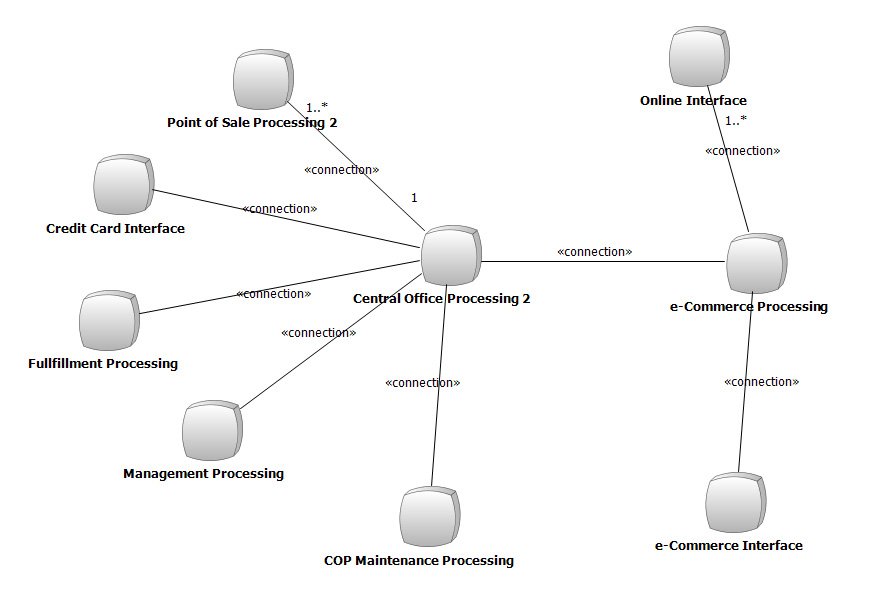 Online Interface
1..*
«connection»
Point of Sale Processing 2
1..*
«connection»
1
Credit Card Interface
«connection»
Central Office Processing 2
«connection»
e-Commerce Processing
Fullfillment Processing
«connection»
Management Processing
«connection»
COP Maintenance Processing
«connection»
e-Commerce Interface
«connection»